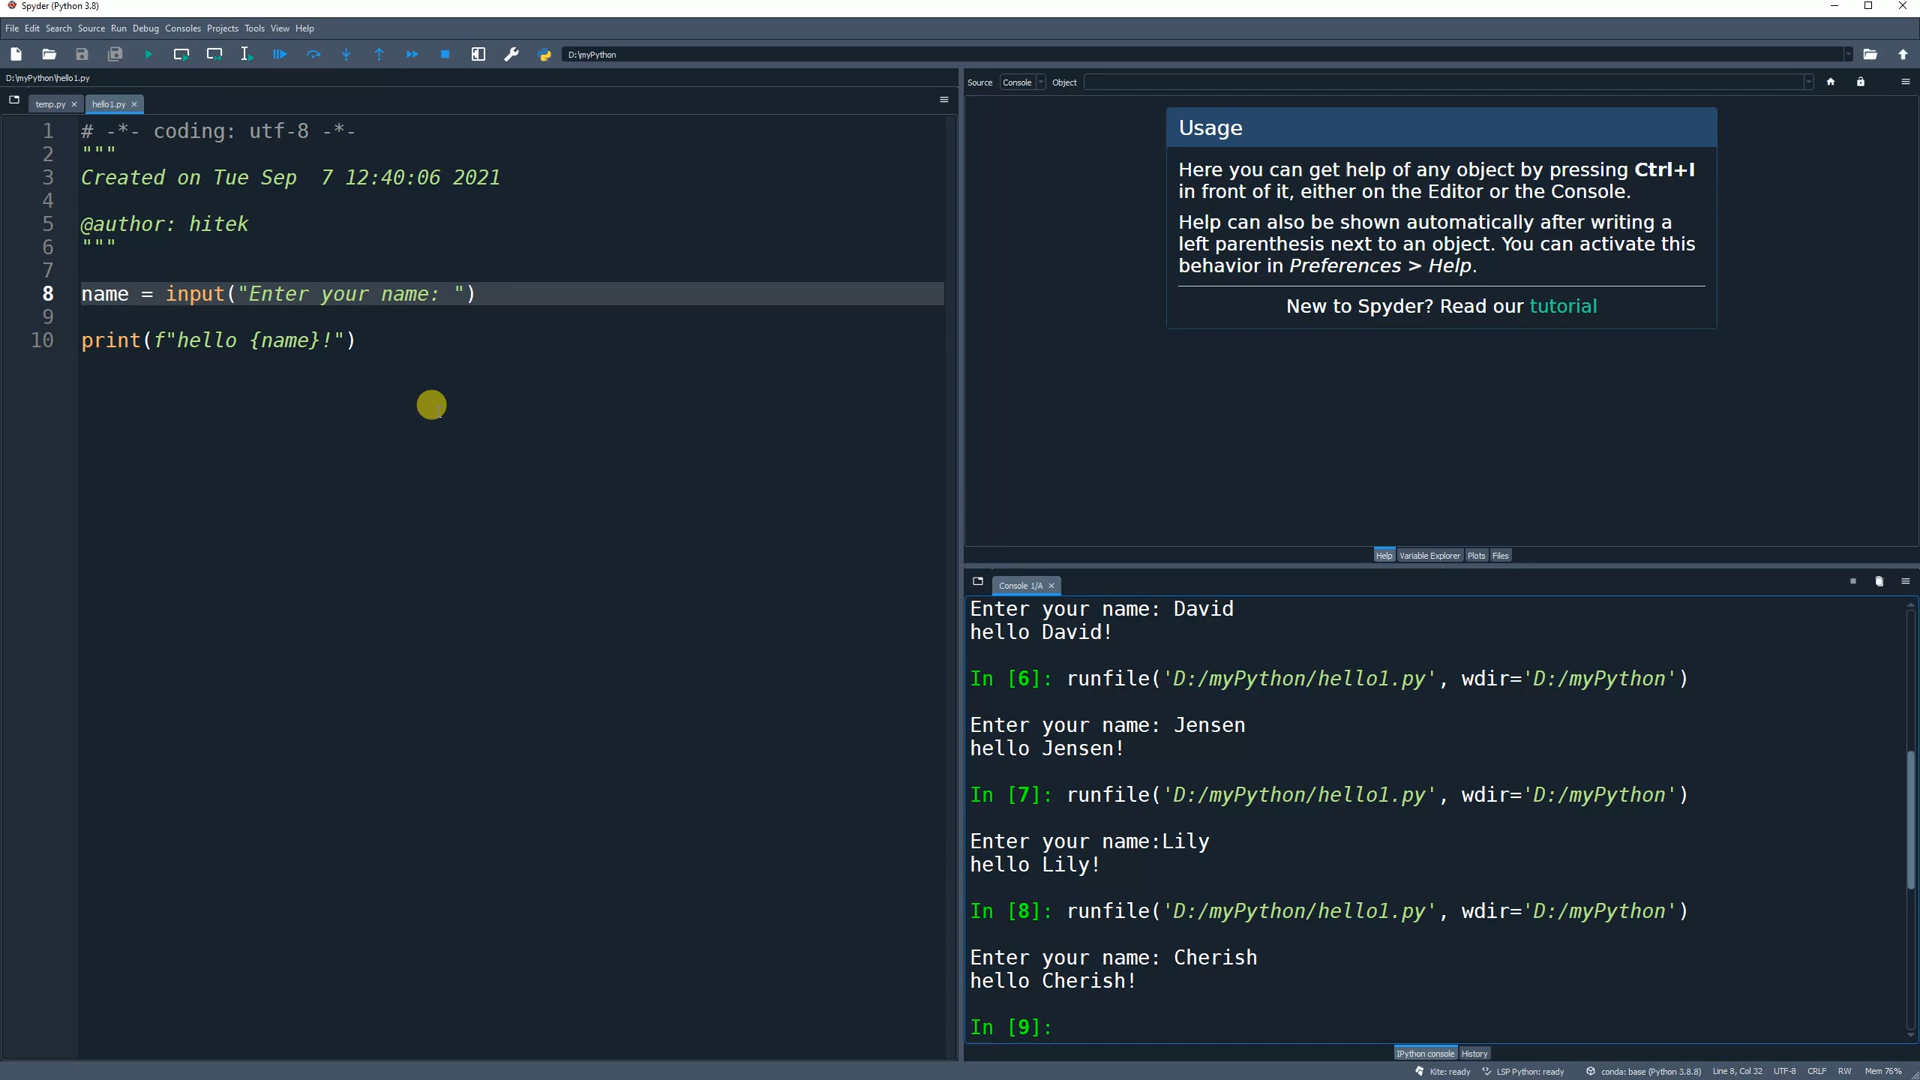 Spyder (Python 3.8)
File Edit Search Source Run Debug Consoles Projects Tools View Help
D:\myPython
D:\myPython\hello1.py
temp.py
hello1.py
1 # -*- coding: utf-8 -*-
2 """
3 Created on Tue Sep  7 12:40:06 2021
4
5 @author: hitek
6 """
7
8 name = input("Enter your name: ")
9
10 print(f"hello {name}!")
Source Console Object
Usage
Here you can get help of any object by pressing Ctrl+I
in front of it, either on the Editor or the Console.
Help can also be shown automatically after writing a
left parenthesis next to an object. You can activate this
behavior in Preferences > Help.
New to Spyder? Read our tutorial
Help Variable Explorer Plots Files
Console 1/A
Enter your name: David
hello David!
In [6]: runfile('D:/myPython/hello1.py', wdir='D:/myPython')
Enter your name: Jensen
hello Jensen!
In [7]: runfile('D:/myPython/hello1.py', wdir='D:/myPython')
Enter your name:Lily
hello Lily!
In [8]: runfile('D:/myPython/hello1.py', wdir='D:/myPython')
Enter your name: Cherish
hello Cherish!
In [9]:
IPython console History
Kite: ready LSP Python: ready conda: base (Python 3.8.8) Line 8, Col 32 UTF-8 CRLF RW Mem 76%